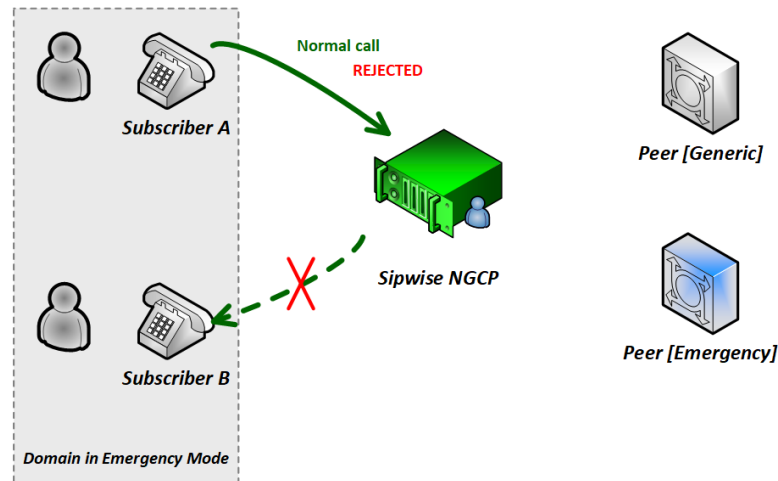 Normal call
REJECTED
Subscriber A
Peer [Generic]
Sipwise NGCP
Subscriber B
Peer [Emergency]
Domain in Emergency Mode